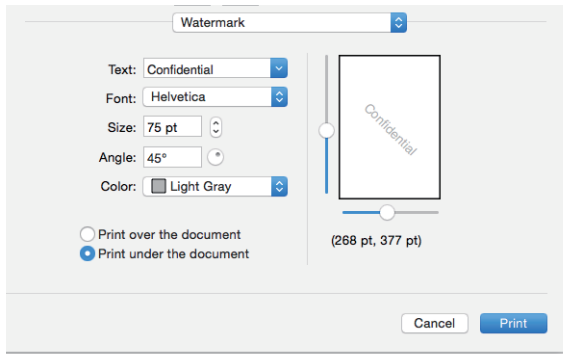 Watermark
Text: Confidential
Font: Helvetica
Size: 75 pt
Angle: 45°
Color: Light Gray
Print over the document
Print under the document
Confidential
(268 pt, 377 pt)
Cancel Print